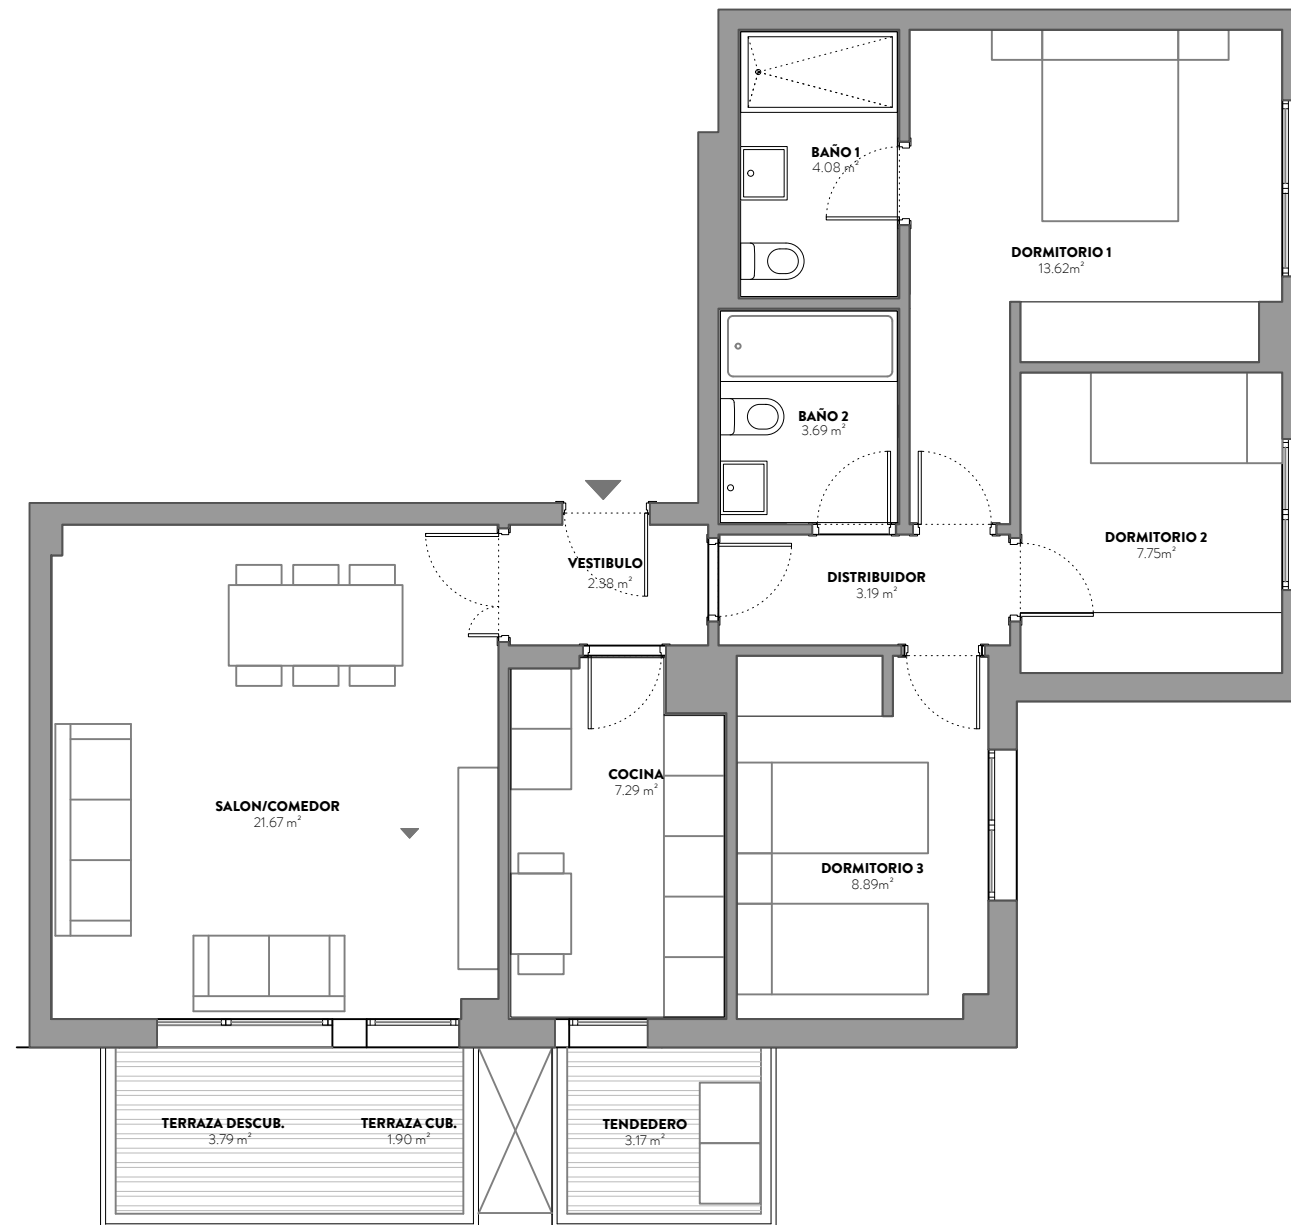 BAÑO 1
4.08 m²
DORMITORIO 1
13.62m²
BAÑO 2
3.69 m²
DORMITORIO 2
7.75m²
VESTIBULO
2.38 m²
DISTRIBUIDOR
3.19 m²
COCINA
7.29 m²
SALON/COMEDOR
21.67 m²
DORMITORIO 3
8.89m²
TERRAZA DESCUB.
3.79 m²
TERRAZA CUB.
1.90 m²
TENDEDERO
3.17 m²